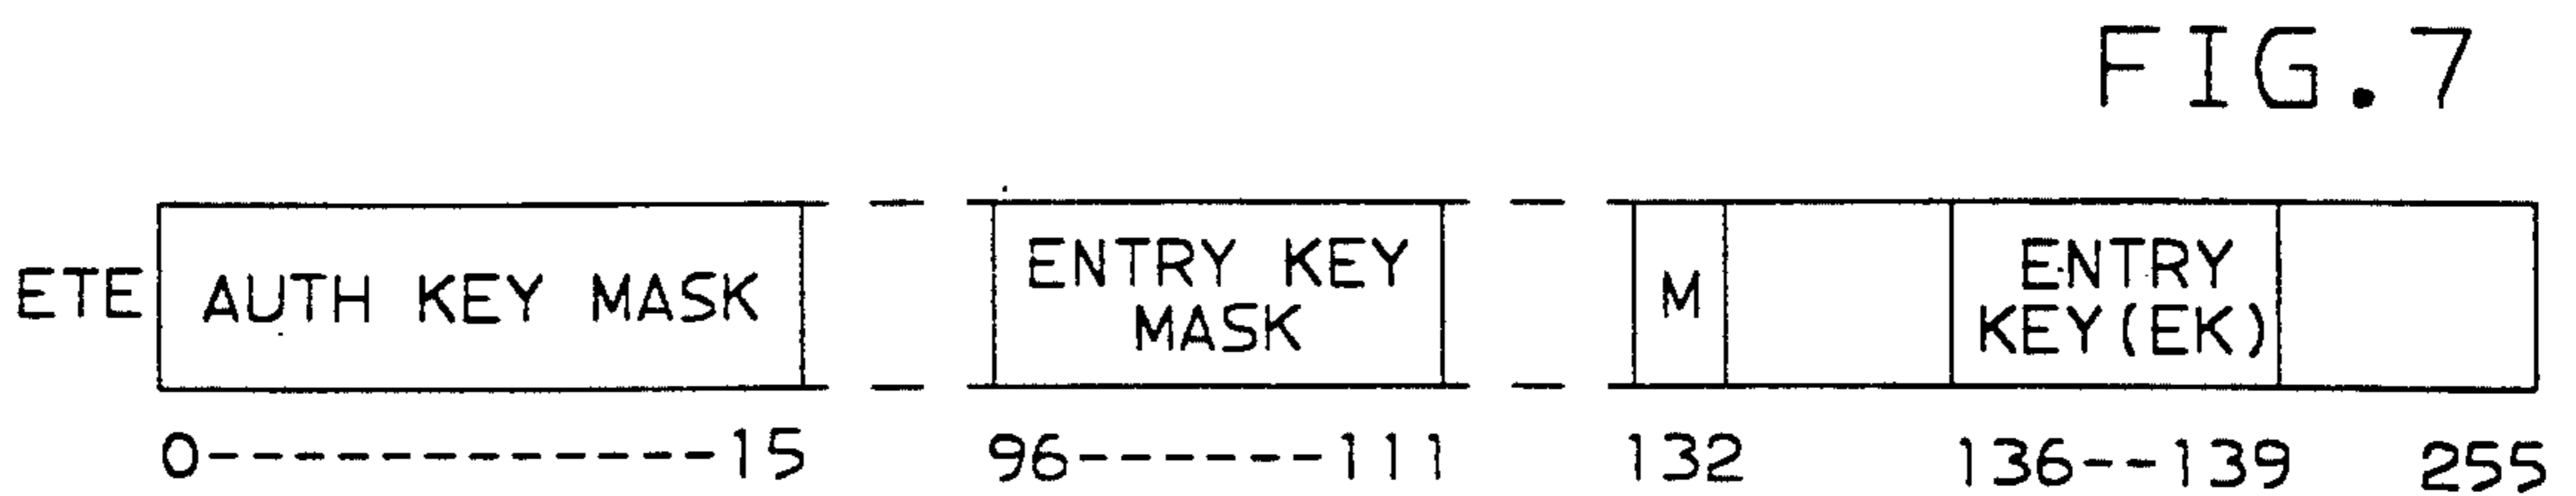 FIG.7
ETE
AUTH KEY MASK
ENTRY KEY
MASK
M
ENTRY
KEY(EK)
0------------15
96------111
132
136--139
255